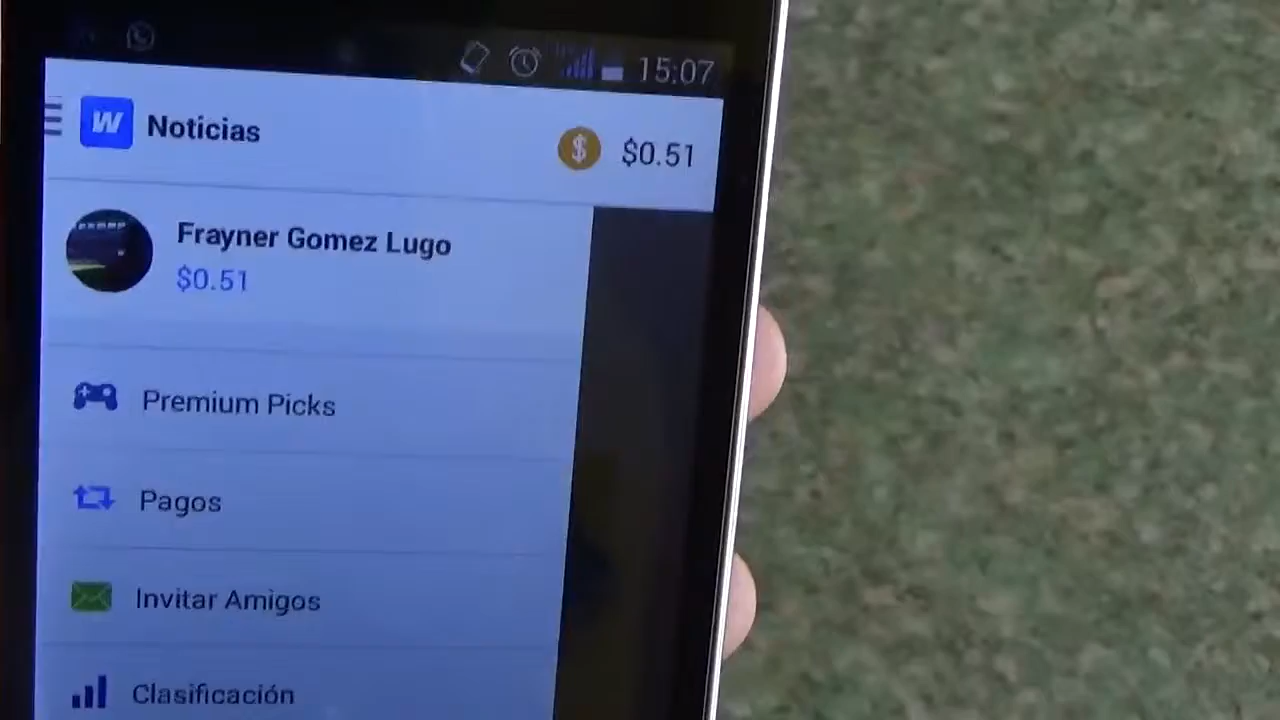 15:07
W Noticias $ $0.51
Frayner Gomez Lugo
$0.51
Premium Picks
Pagos
Invitar Amigos
Clasificación